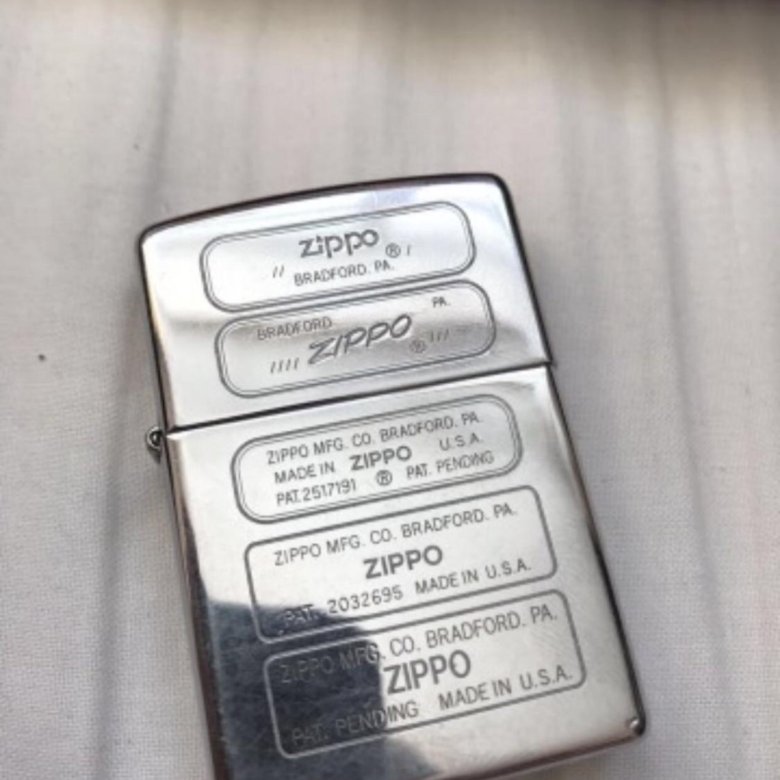 zippo
// ® /
BRADFORD. PA.
BRADFORD PA.
//// ZIPPO ® ///
ZIPPO MFG. CO. BRADFORD. PA.
MADE IN ZIPPO U.S.A.
PAT.2517191 ® PAT. PENDING
ZIPPO MFG. CO. BRADFORD. PA.
ZIPPO
PAT. 2032695 MADE IN U.S.A.
ZIPPO MFG. CO. BRADFORD. PA.
ZIPPO
PAT. PENDING MADE IN U.S.A.